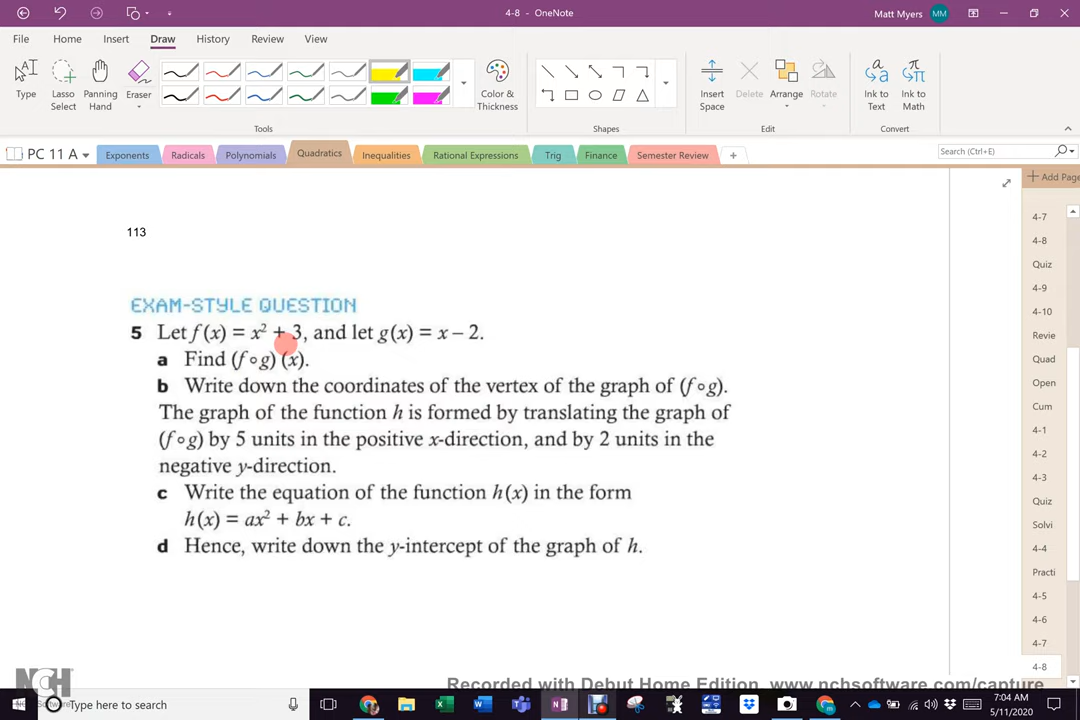 4-8 - OneNote
Matt Myers
MM
File
Home
Insert
Draw
History
Review
View
Type
Lasso
Select
Panning
Hand
Eraser
Color &
Thickness
Insert
Space
Delete
Arrange
Rotate
Ink to
Text
Ink to
Math
Tools
Shapes
Edit
Convert
PC 11 A
Exponents
Radicals
Polynomials
Quadratics
Inequalities
Rational Expressions
Trig
Finance
Semester Review
Search (Ctrl+E)
Add Page
4-7
4-8
Quiz
4-9
4-10
Revie
Quad
Open
Cum
4-1
4-2
4-3
Quiz
Solvi
4-4
Practi
4-5
4-6
4-7
4-8
113
EXAM-STYLE QUESTION
5 Let f(x) = x² + 3, and let g(x) = x – 2.
a Find (f∘g) (x).
b Write down the coordinates of the vertex of the graph of (f∘g).
The graph of the function h is formed by translating the graph of
(f∘g) by 5 units in the positive x-direction, and by 2 units in the
negative y-direction.
c Write the equation of the function h(x) in the form
h(x) = ax² + bx + c.
d Hence, write down the y-intercept of the graph of h.
NCH
Recorded with Debut Home Edition www.nchsoftware.com/capture
Type here to search
7:04 AM
5/11/2020